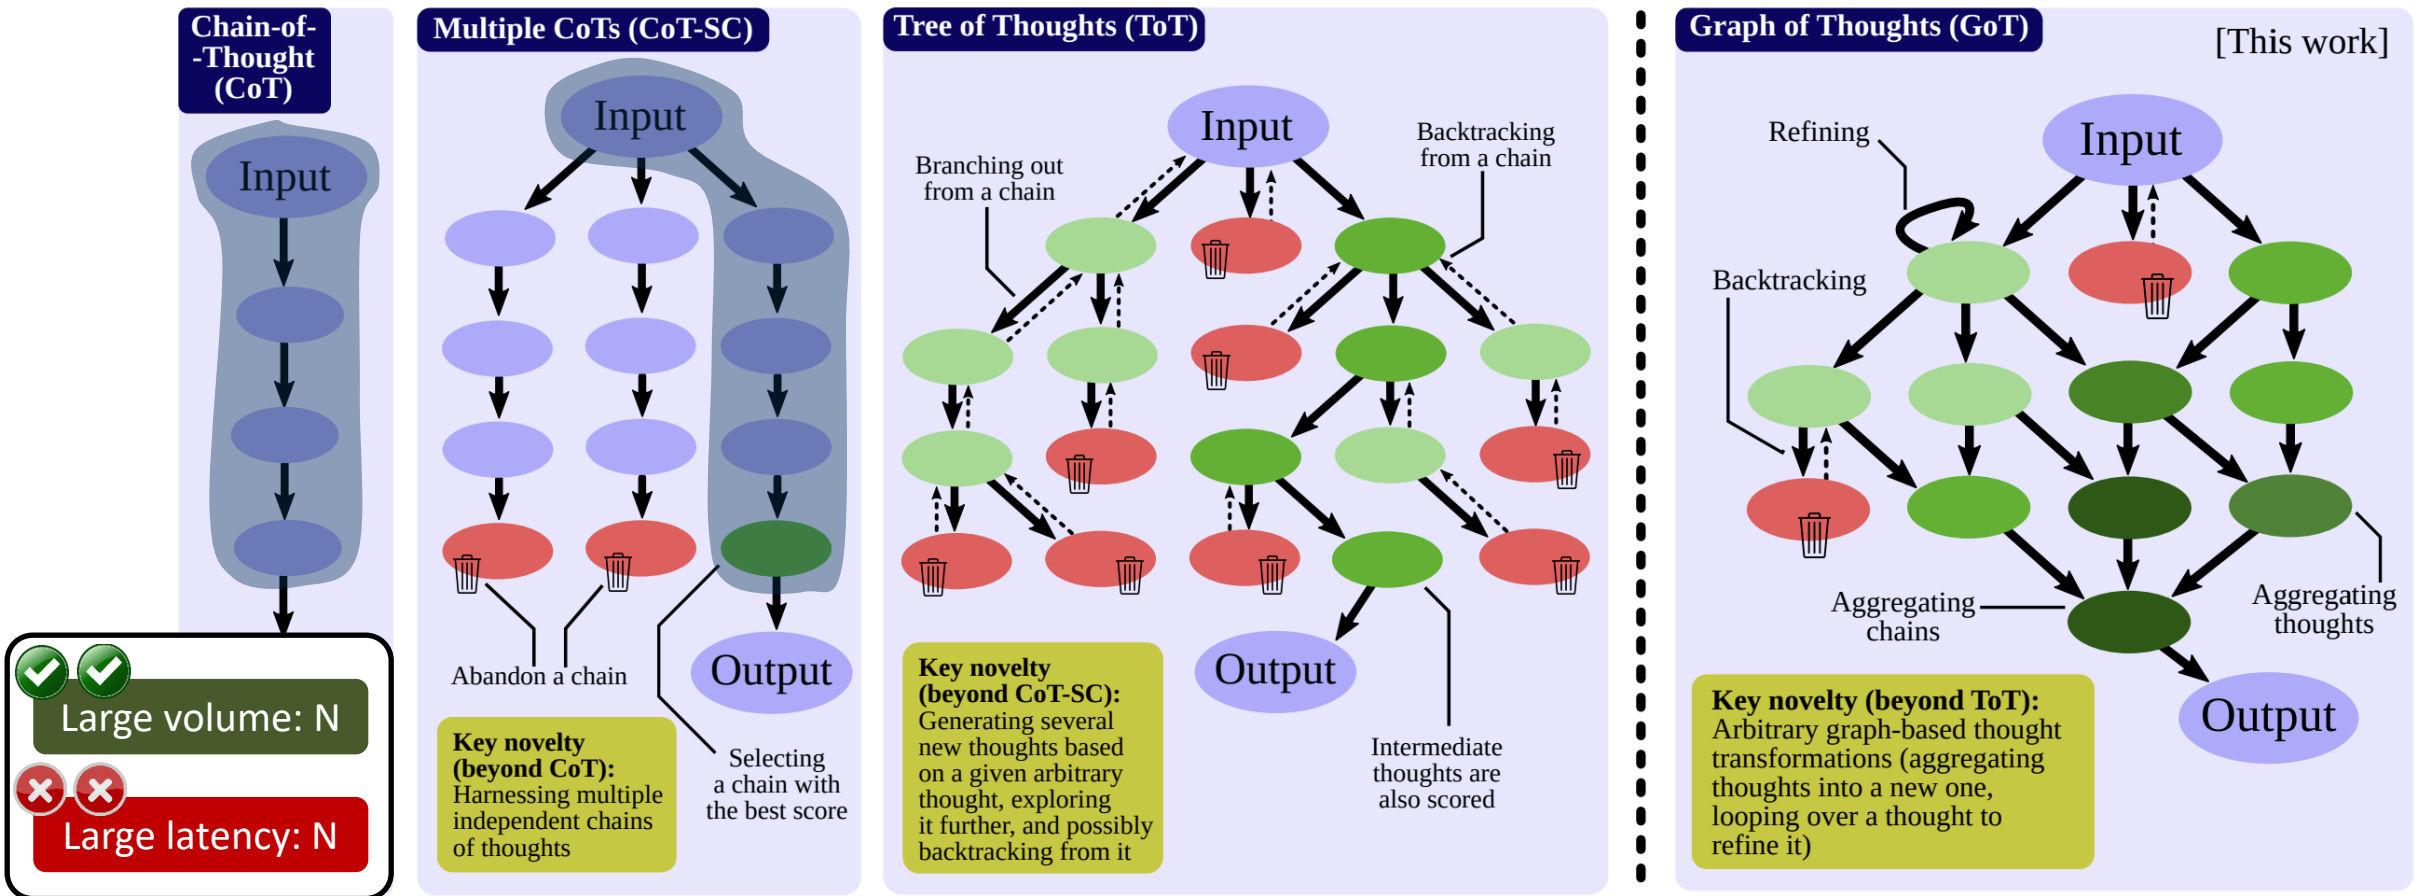 Chain-of-
-Thought
(CoT)
Input
Large volume: N
Large latency: N
Multiple CoTs (CoT-SC)
Input
Abandon a chain
Output
Key novelty
(beyond CoT):
Harnessing multiple
independent chains
of thoughts
Selecting
a chain with
the best score
Tree of Thoughts (ToT)
Input
Branching out
from a chain
Backtracking
from a chain
Output
Key novelty
(beyond CoT-SC):
Generating several
new thoughts based
on a given arbitrary
thought, exploring
it further, and possibly
backtracking from it
Intermediate
thoughts are
also scored
Graph of Thoughts (GoT)
[This work]
Refining
Input
Backtracking
Aggregating
chains
Aggregating
thoughts
Output
Key novelty (beyond ToT):
Arbitrary graph-based thought
transformations (aggregating
thoughts into a new one,
looping over a thought to
refine it)